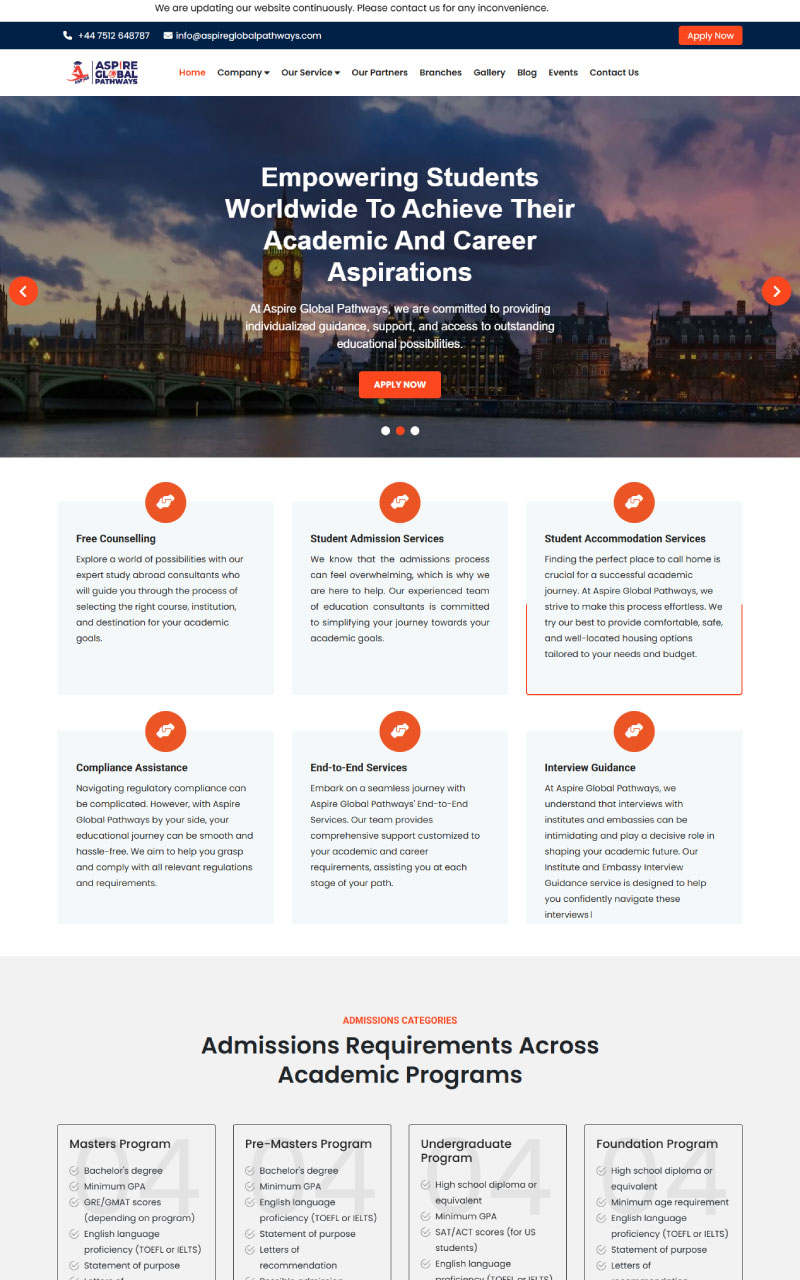 We are updating our website continuously. Please contact us for any inconvenience.
+44 7512 648787 info@aspireglobalpathways.com Apply Now
ASPIRE
GLOBAL
PATHWAYS
Home Company Our Service Our Partners Branches Gallery Blog Events Contact Us
Empowering Students
Worldwide To Achieve Their
Academic And Career
Aspirations
At Aspire Global Pathways, we are committed to providing
individualized guidance, support, and access to outstanding
educational possibilities.
APPLY NOW
Free Counselling
Explore a world of possibilities with our
expert study abroad consultants who
will guide you through the process of
selecting the right course, institution,
and destination for your academic
goals.
Student Admission Services
We know that the admissions process
can feel overwhelming, which is why we
are here to help. Our experienced team
of education consultants is committed
to simplifying your journey towards your
academic goals.
Student Accommodation Services
Finding the perfect place to call home is
crucial for a successful academic
journey. At Aspire Global Pathways, we
strive to make this process effortless. We
try our best to provide comfortable, safe,
and well-located housing options
tailored to your needs and budget.
Compliance Assistance
Navigating regulatory compliance can
be complicated. However, with Aspire
Global Pathways by your side, your
educational journey can be smooth and
hassle-free. We aim to help you grasp
and comply with all relevant regulations
and requirements.
End-to-End Services
Embark on a seamless journey with
Aspire Global Pathways' End-to-End
Services. Our team provides
comprehensive support customized to
your academic and career
requirements, assisting you at each
stage of your path.
Interview Guidance
At Aspire Global Pathways, we
understand that interviews with
institutes and embassies can be
intimidating and play a decisive role in
shaping your academic future. Our
Institute and Embassy Interview
Guidance service is designed to help
you confidently navigate these
interviews|
ADMISSIONS CATEGORIES
Admissions Requirements Across
Academic Programs
04
Masters Program
Bachelor's degree
Minimum GPA
GRE/GMAT scores
(depending on program)
English language
proficiency (TOEFL or IELTS)
Statement of purpose
Letters of
04
Pre-Masters Program
Bachelor's degree
Minimum GPA
English language
proficiency (TOEFL or IELTS)
Statement of purpose
Letters of
recommendation
Possible admission
04
Undergraduate
Program
High school diploma or
equivalent
Minimum GPA
SAT/ACT scores (for US
students)
English language
proficiency (TOEFL or IELTS)
04
Foundation Program
High school diploma or
equivalent
Minimum age requirement
English language
proficiency (TOEFL or IELTS)
Statement of purpose
Letters of
recommendation